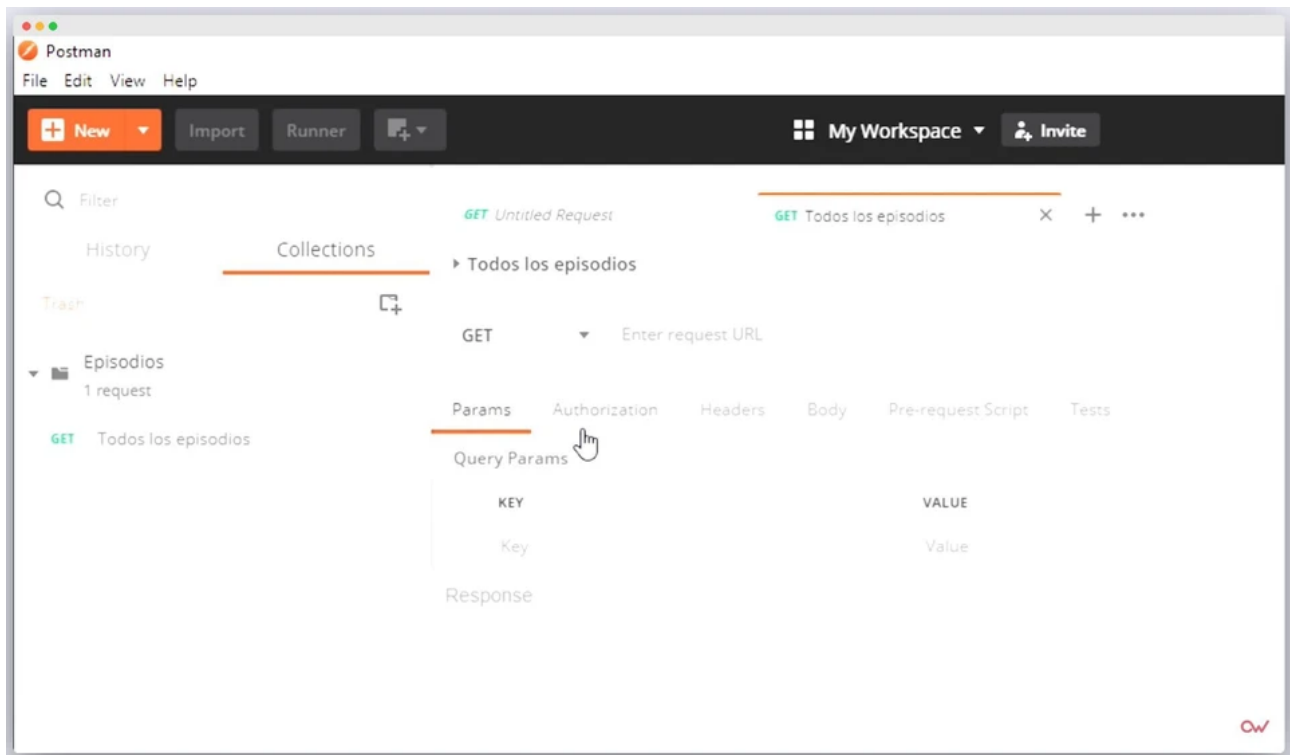 Postman
File Edit View Help
New Import Runner My Workspace Invite
Filter
History Collections
Trash
Episodios
1 request
GET Todos los episodios
GET Untitled Request GET Todos los episodios
Todos los episodios
GET Enter request URL
Params Authorization Headers Body Pre-request Script Tests
Query Params
KEY VALUE
Key Value
Response